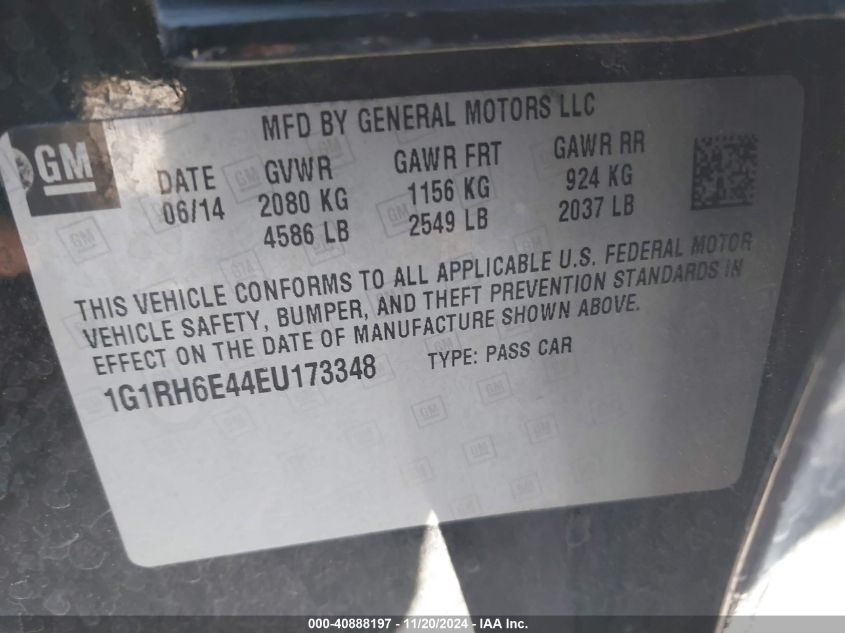 MFD BY GENERAL MOTORS LLC
GM
DATE GVWR GAWR FRT GAWR RR
06/14 2080 KG 1156 KG 924 KG
4586 LB 2549 LB 2037 LB
THIS VEHICLE CONFORMS TO ALL APPLICABLE U.S. FEDERAL MOTOR
VEHICLE SAFETY, BUMPER, AND THEFT PREVENTION STANDARDS IN
EFFECT ON THE DATE OF MANUFACTURE SHOWN ABOVE.
1G1RH6E44EU173348 TYPE: PASS CAR
000-40888197 - 11/20/2024 - IAA Inc.